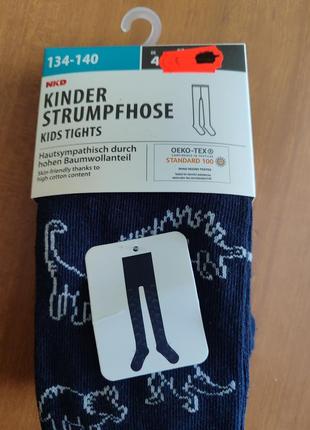 134-140
4
NKD
KINDER
STRUMPFHOSE
KIDS TIGHTS
Hautsympathisch durch
hohen Baumwollanteil
Skin-friendly thanks to
high cotton content
OEKO-TEX®
STANDARD 100